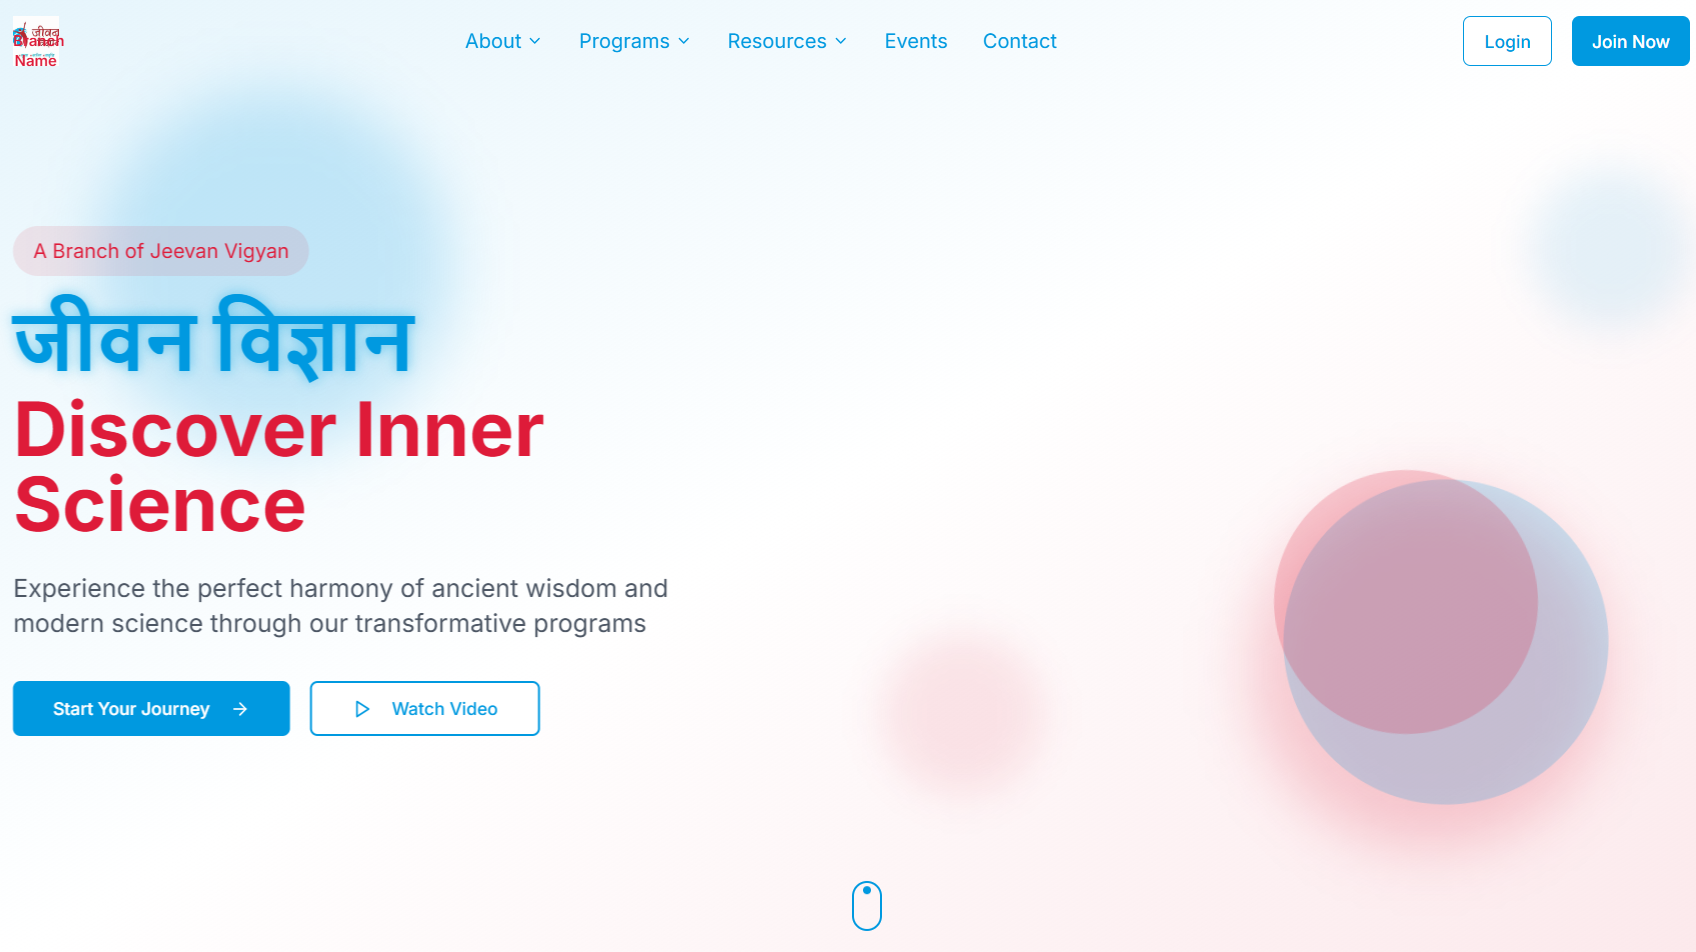 जीवन
Branch
Name
About
Programs
Resources
Events
Contact
Login
Join Now
A Branch of Jeevan Vigyan
जीवन विज्ञान
Discover Inner
Science
Experience the perfect harmony of ancient wisdom and
modern science through our transformative programs
Start Your Journey
Watch Video